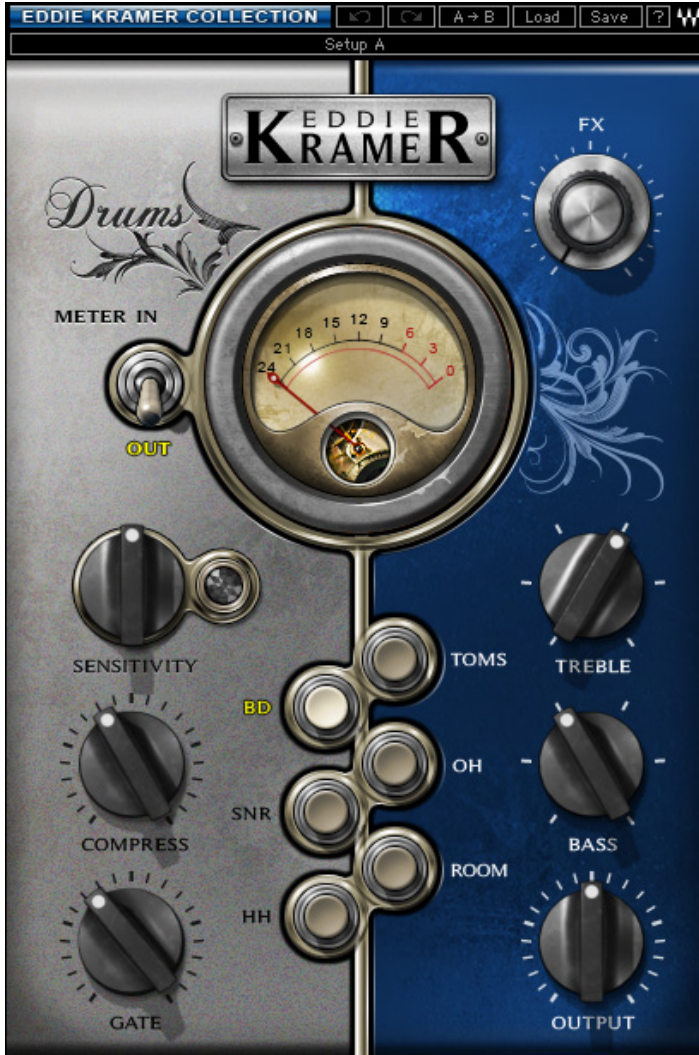 EDDIE KRAMER COLLECTION A→B Load Save ?
Setup A
EDDIE
KRAMER
FX
Drums
METER IN
24 21 18 15 12 9 6 3 0
OUT
SENSITIVITY
TOMS
TREBLE
BD
OH
SNR
COMPRESS
BASS
ROOM
HH
GATE
OUTPUT